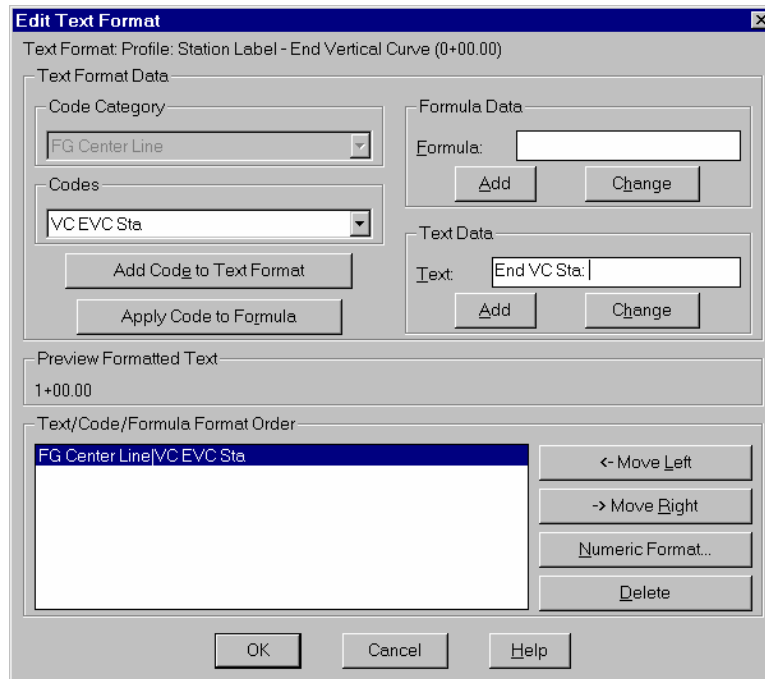 Edit Text Format
Text Format: Profile: Station Label - End Vertical Curve (0+00.00)
Text Format Data
Code Category
FG Center Line
Codes
VC EVC Sta
Add Code to Text Format
Apply Code to Formula
Formula Data
Formula:
Add Change
Text Data
Text: End VC Sta:
Add Change
Preview Formatted Text
1+00.00
Text/Code/Formula Format Order
FG Center Line|VC EVC Sta
<- Move Left
-> Move Right
Numeric Format...
Delete
OK Cancel Help